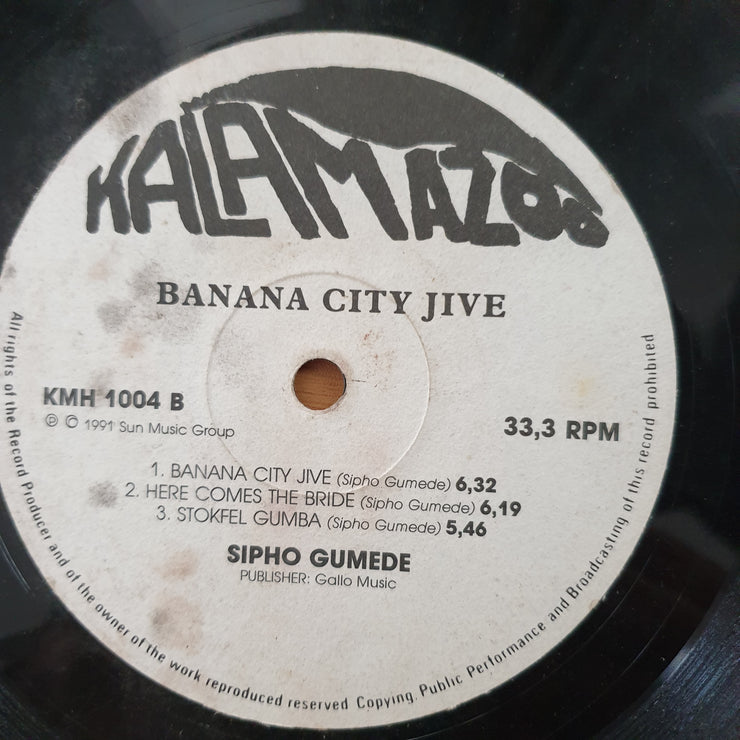 KALAMAZOO
BANANA CITY JIVE
KMH 1004 B
℗ © 1991 Sun Music Group
33,3 RPM
1. BANANA CITY JIVE (Sipho Gumede) 6,32
2. HERE COMES THE BRIDE (Sipho Gumede) 6,19
3. STOKFEL GUMBA (Sipho Gumede) 5,46
SIPHO GUMEDE
PUBLISHER: Gallo Music
All rights of the Record Producer and of the owner of the work reproduced reserved Copying, Public Performance and Broadcasting of this record prohibited